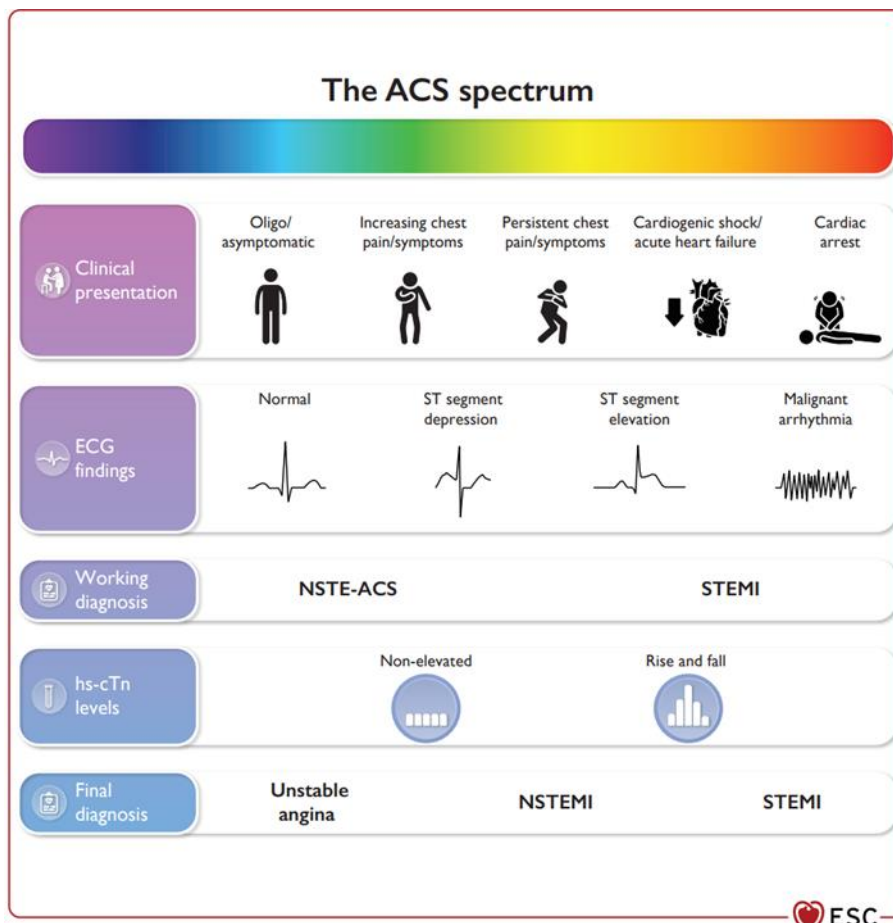 The ACS spectrum
Clinical
presentation
Oligo/
asymptomatic
Increasing chest
pain/symptoms
Persistent chest
pain/symptoms
Cardiogenic shock/
acute heart failure
Cardiac
arrest
ECG
findings
Normal
ST segment
depression
ST segment
elevation
Malignant
arrhythmia
Working
diagnosis
NSTE-ACS
STEMI
hs-cTn
levels
Non-elevated
Rise and fall
Final
diagnosis
Unstable
angina
NSTEMI
STEMI
ESC